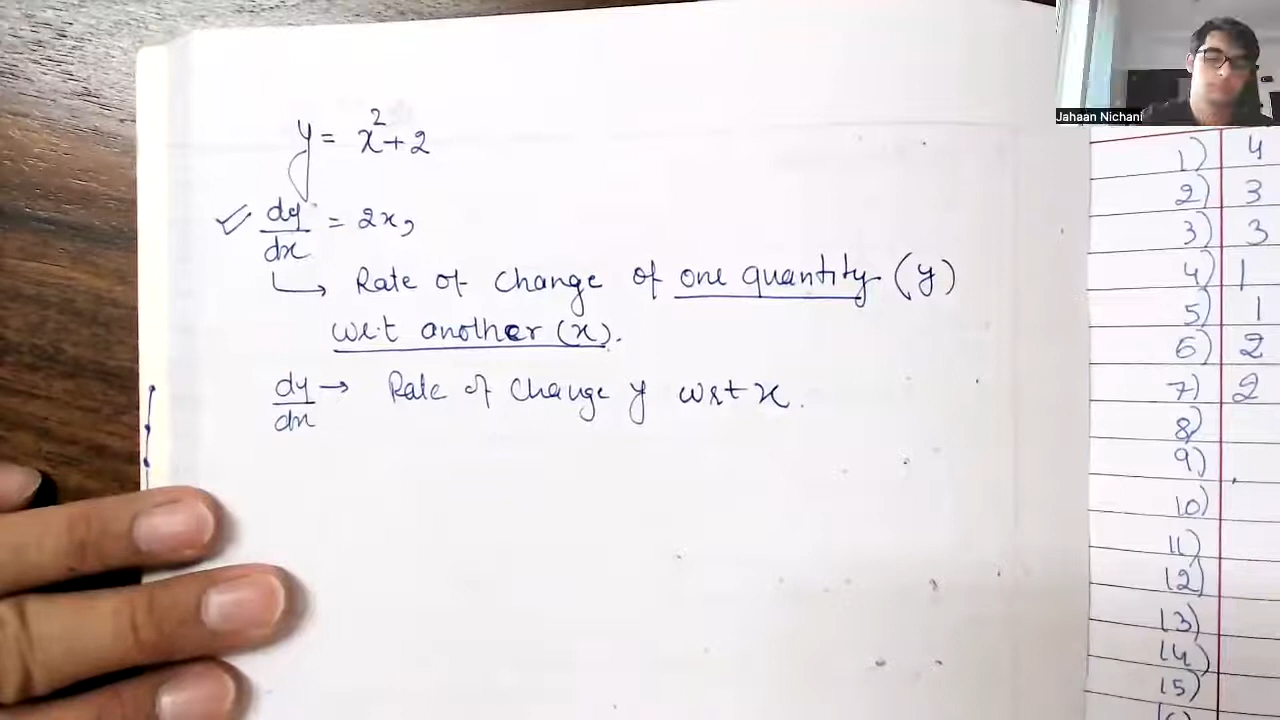 y = x² + 2
dy/dx = 2x,
Rate of change of one quantity (y)
w.r.t another (x).
dy/dx → Rate of change y wrt x.
Jahaan Nichani
1) 4
2) 3
3) 3
4) 1
5) 1
6) 2
7) 2
8)
9)
10)
11)
12)
13)
14)
15)